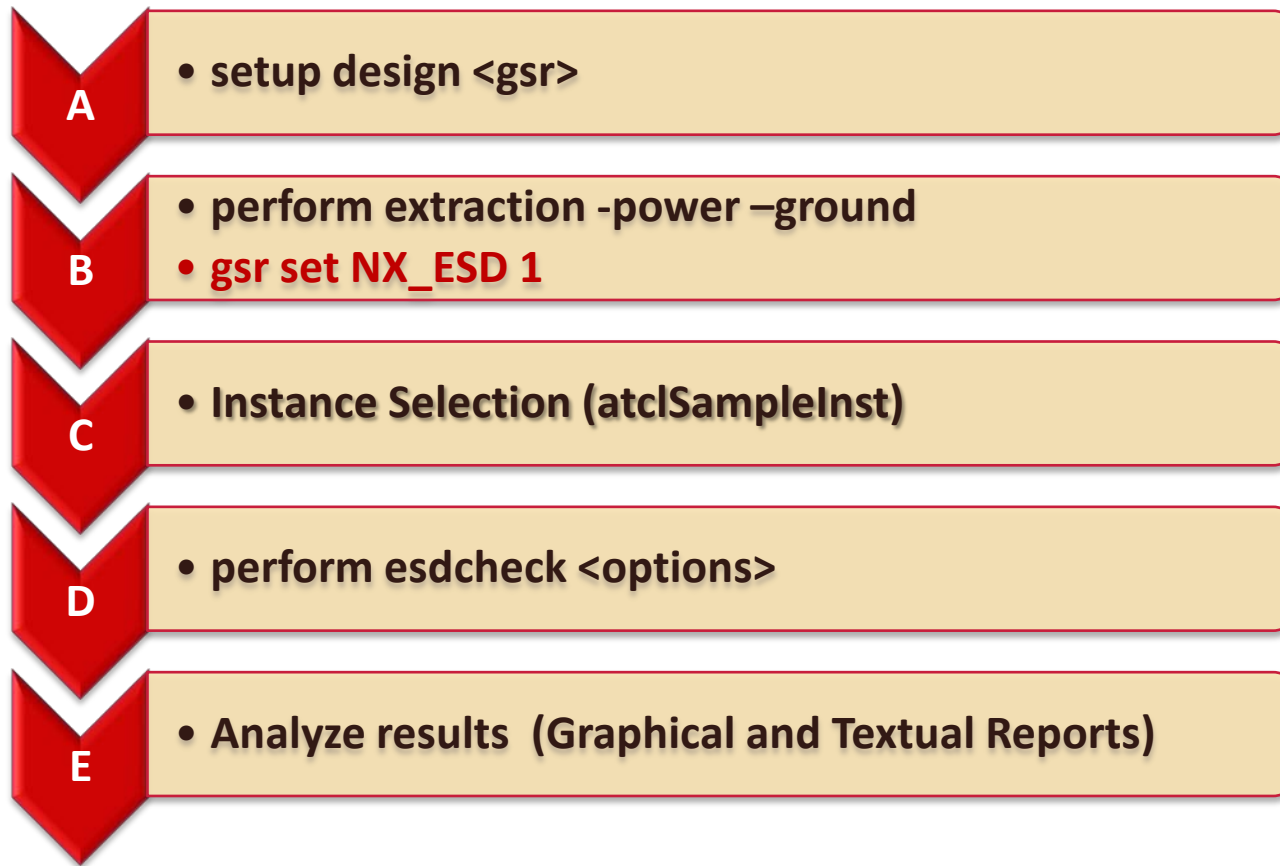 A
• setup design <gsr>
B
• perform extraction -power –ground
• gsr set NX_ESD 1
C
• Instance Selection (atclSampleInst)
D
• perform esdcheck <options>
E
• Analyze results (Graphical and Textual Reports)